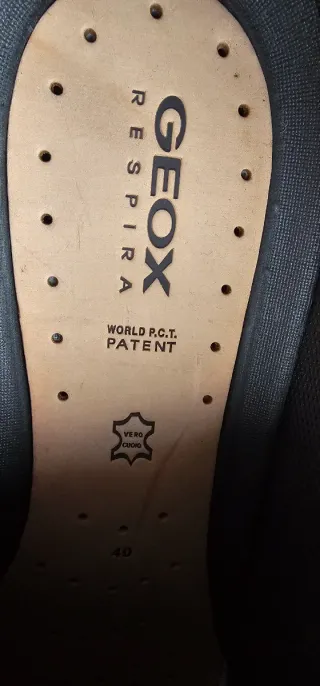 GEOX
RESPIRA
WORLD P.C.T.
PATENT
VERO
CUOIO
40